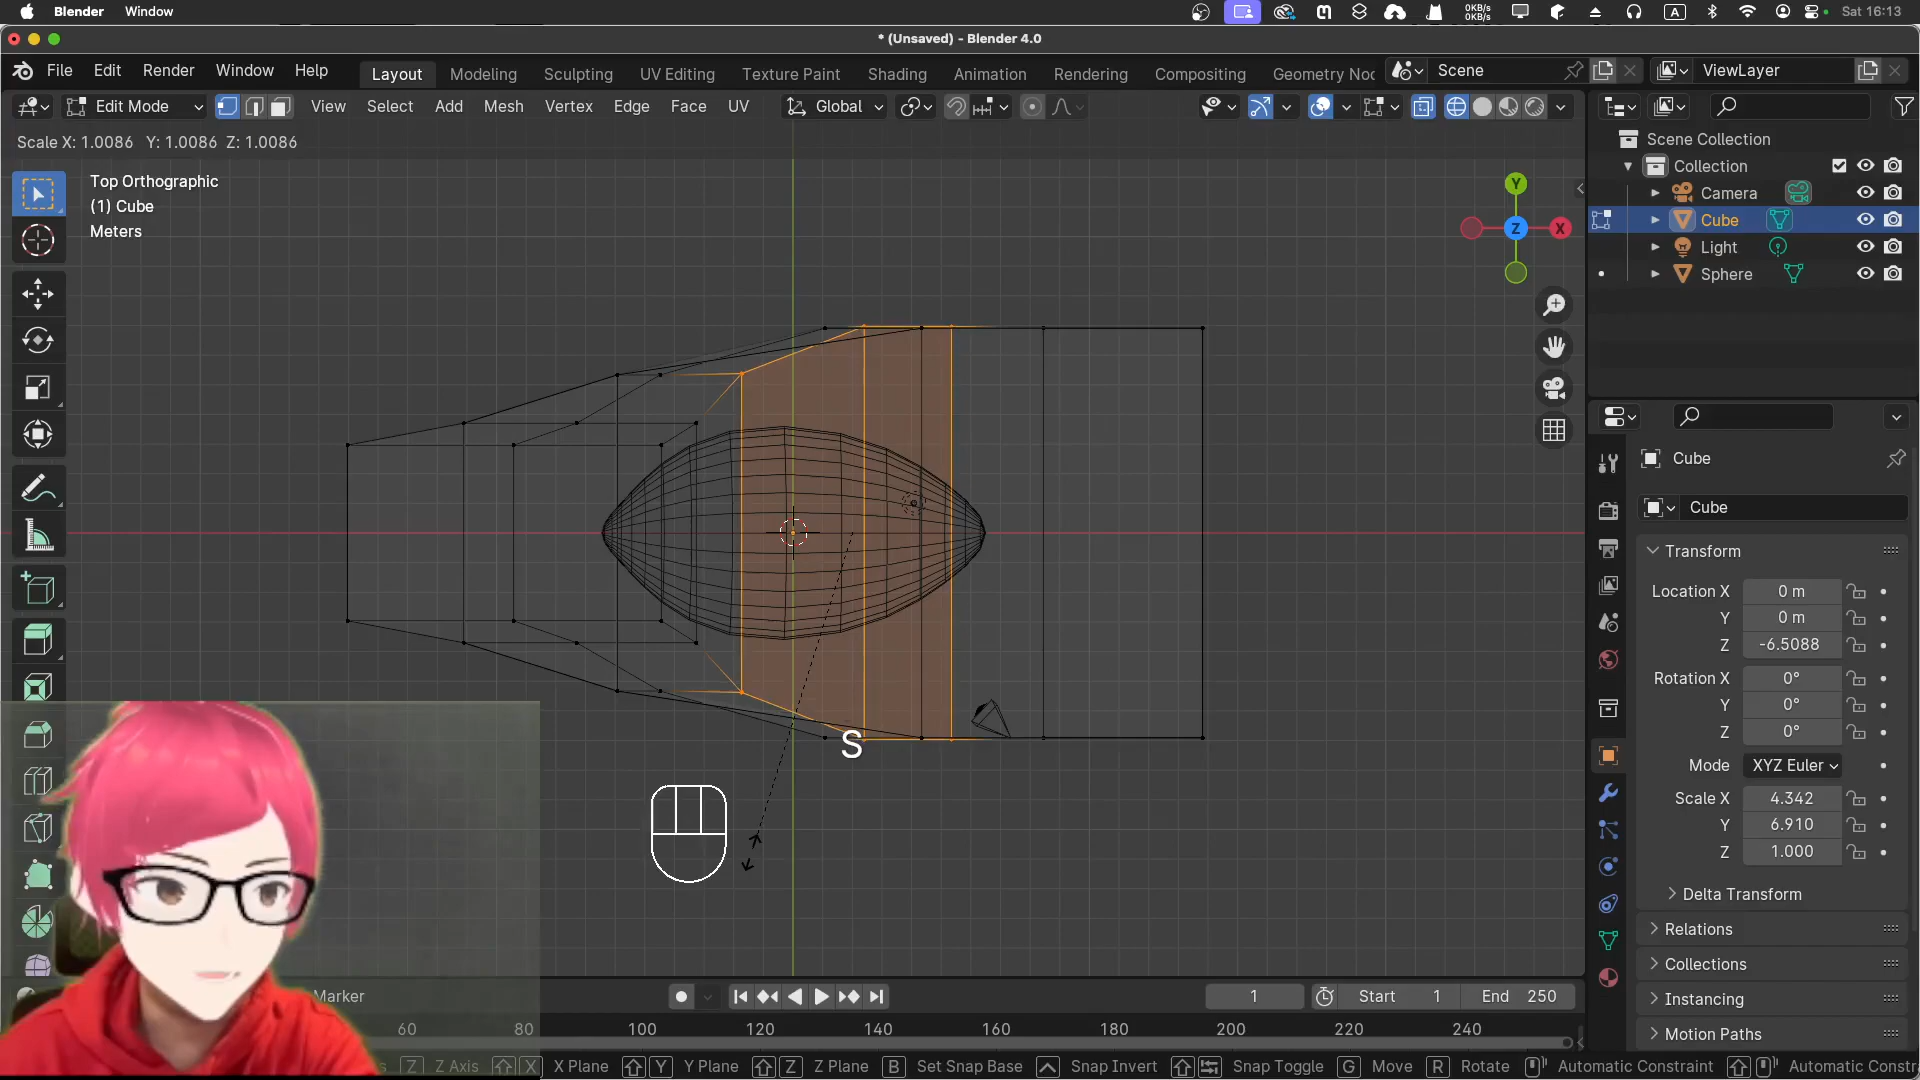 Blender Window
0KB/s
0KB/s
A
Sat 16:13
* (Unsaved) - Blender 4.0
File Edit Render Window Help
Layout Modeling Sculpting UV Editing Texture Paint Shading Animation Rendering Compositing Geometry Noc
Scene
ViewLayer
Edit Mode
View Select Add Mesh Vertex Edge Face UV
Global
Scale X: 1.0086 Y: 1.0086 Z: 1.0086
Top Orthographic
(1) Cube
Meters
Y
Z
X
Scene Collection
Collection
Camera
Cube
Light
Sphere
Cube
Cube
Transform
Location X 0 m
Y 0 m
Z -6.5088
Rotation X 0°
Y 0°
Z 0°
Mode XYZ Euler
Scale X 4.342
Y 6.910
Z 1.000
Delta Transform
Relations
Collections
Instancing
Motion Paths
S
Marker
1
Start 1
End 250
60 80 100 120 140 160 180 200 220 240
Z Z Axis X X Plane Y Y Plane Z Z Plane B Set Snap Base Snap Invert Snap Toggle G Move R Rotate Automatic Constraint Automatic Constr